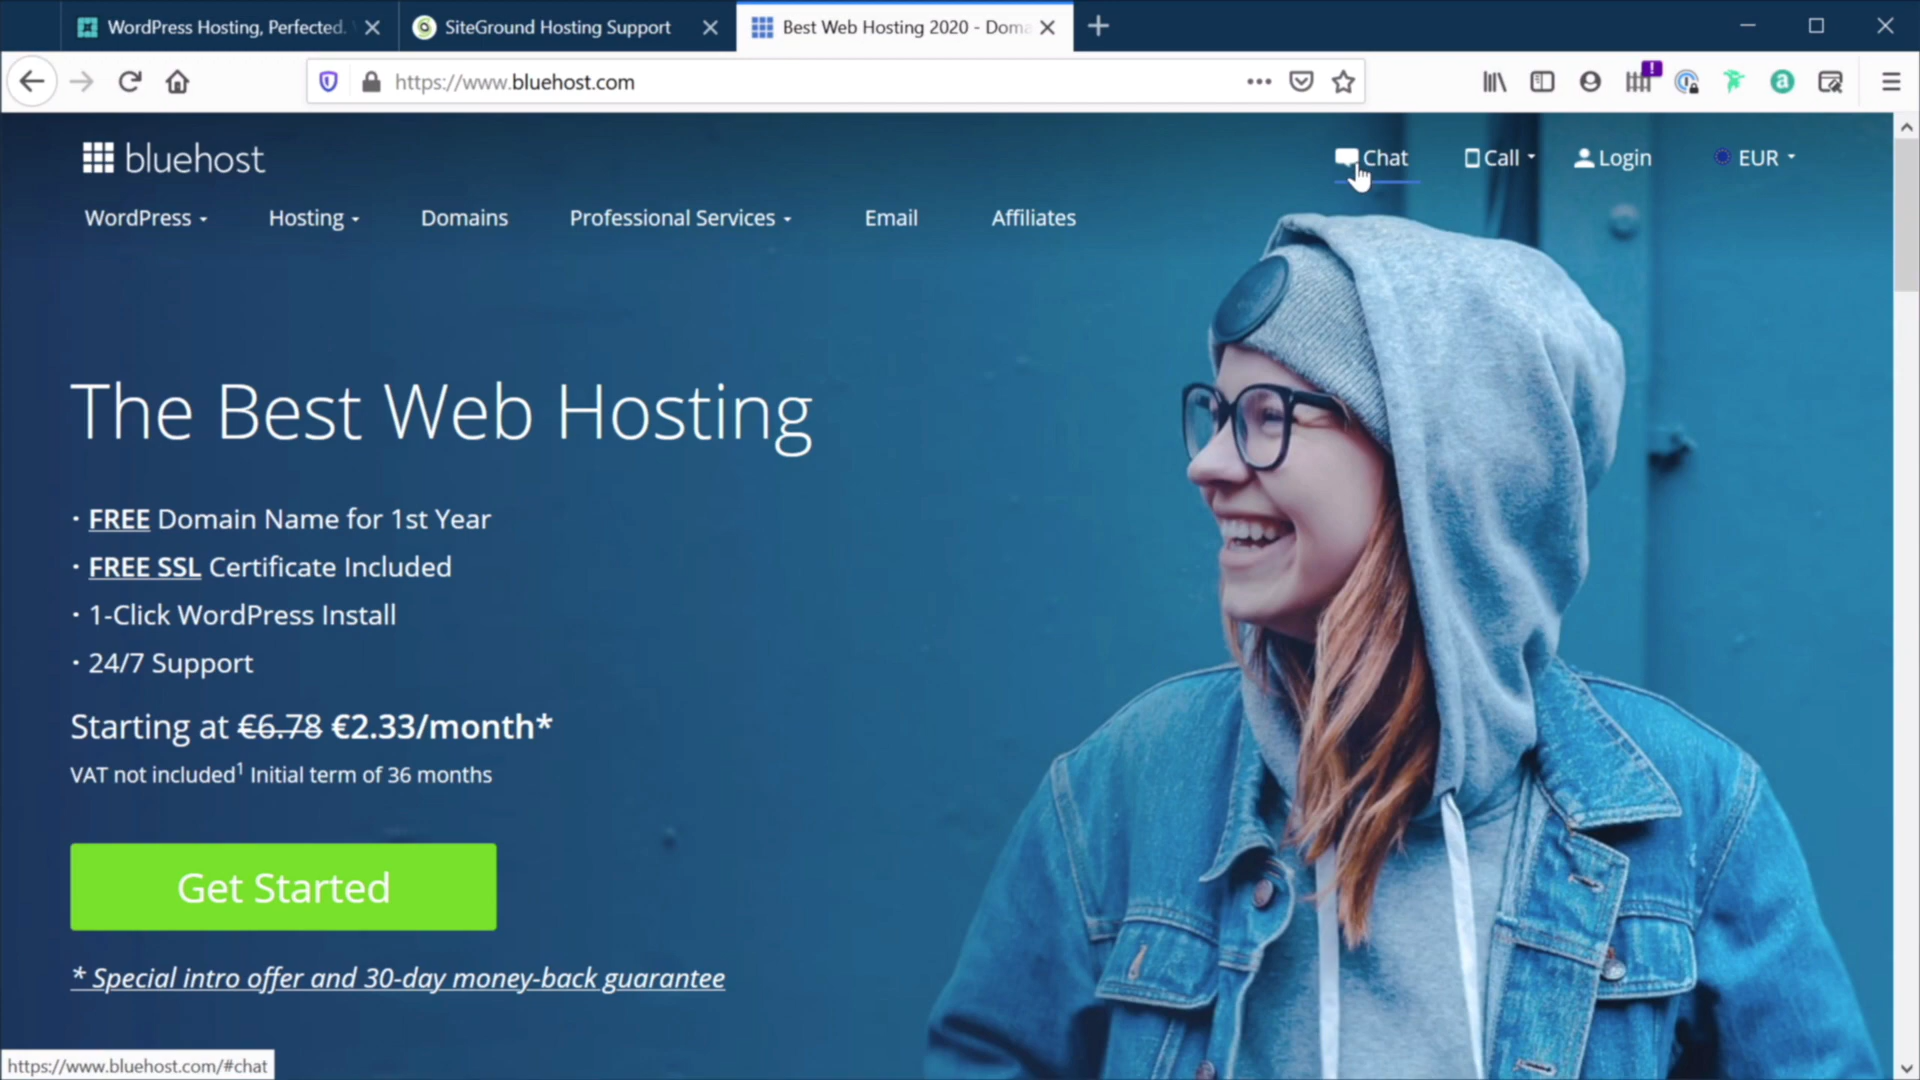 WordPress Hosting, Perfected.
SiteGround Hosting Support
Best Web Hosting 2020 - Doma
https://www.bluehost.com
bluehost
Chat
Call
Login
EUR
WordPress
Hosting
Domains
Professional Services
Email
Affiliates
The Best Web Hosting
· FREE Domain Name for 1st Year
· FREE SSL Certificate Included
· 1-Click WordPress Install
· 24/7 Support
Starting at €6.78 €2.33/month*
VAT not included¹ Initial term of 36 months
Get Started
* Special intro offer and 30-day money-back guarantee
https://www.bluehost.com/#chat